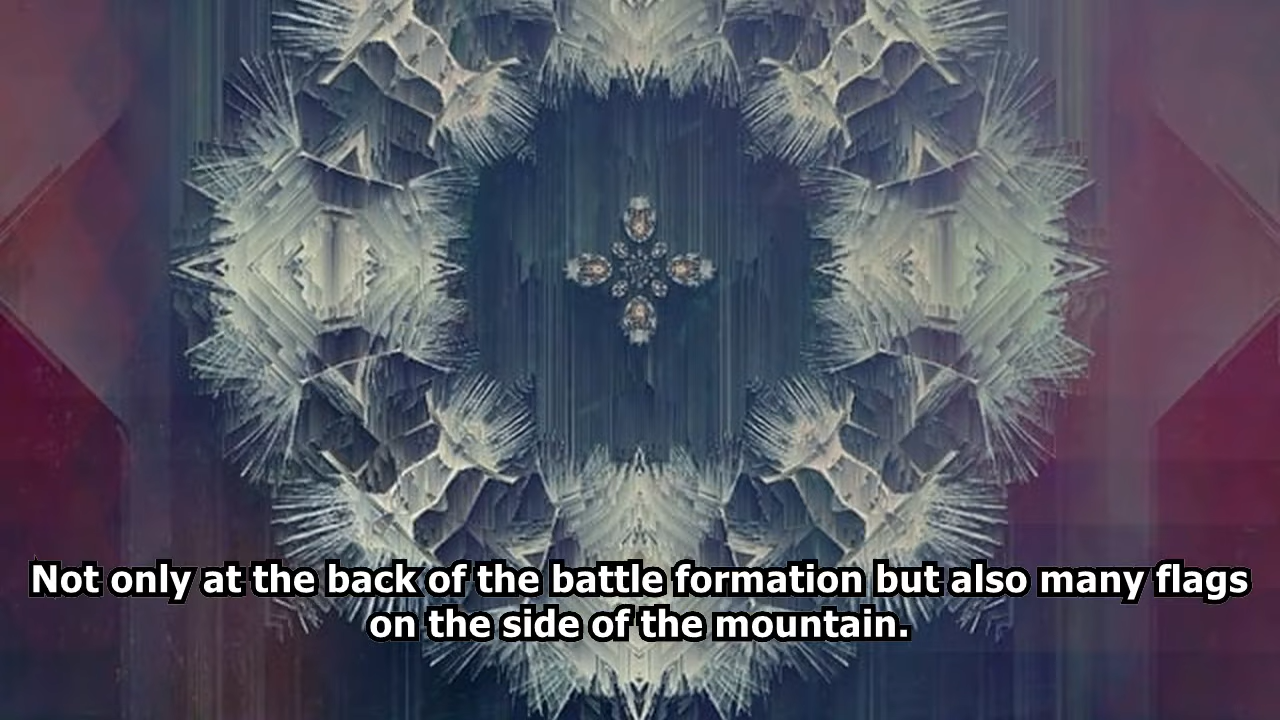 Not only at the back of the battle formation but also many flags
on the side of the mountain.